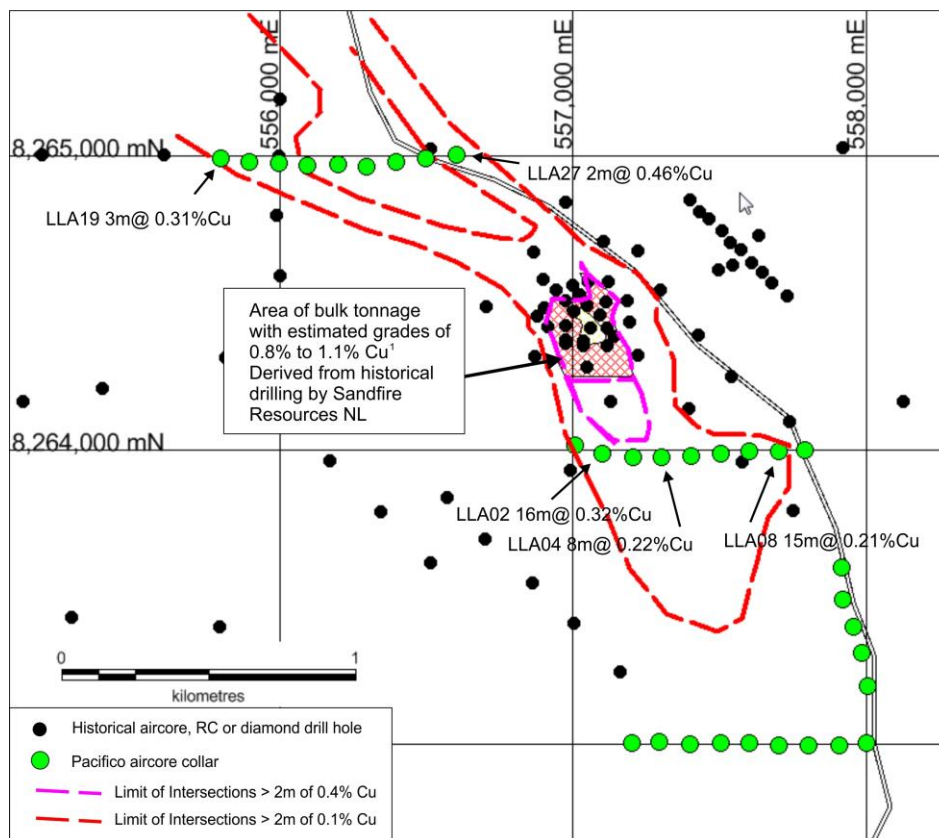 556,000 mE
557,000 mE
558,000 mE
8,265,000 mN
LLA27 2m@ 0.46%Cu
LLA19 3m@ 0.31%Cu
Area of bulk tonnage
with estimated grades of
0.8% to 1.1% Cu¹
Derived from historical
drilling by Sandfire
Resources NL
8,264,000 mN
LLA02 16m@ 0.32%Cu
LLA04 8m@ 0.22%Cu
LLA08 15m@ 0.21%Cu
0
1
kilometres
Historical aircore, RC or diamond drill hole
Pacifico aircore collar
Limit of Intersections > 2m of 0.4% Cu
Limit of Intersections > 2m of 0.1% Cu